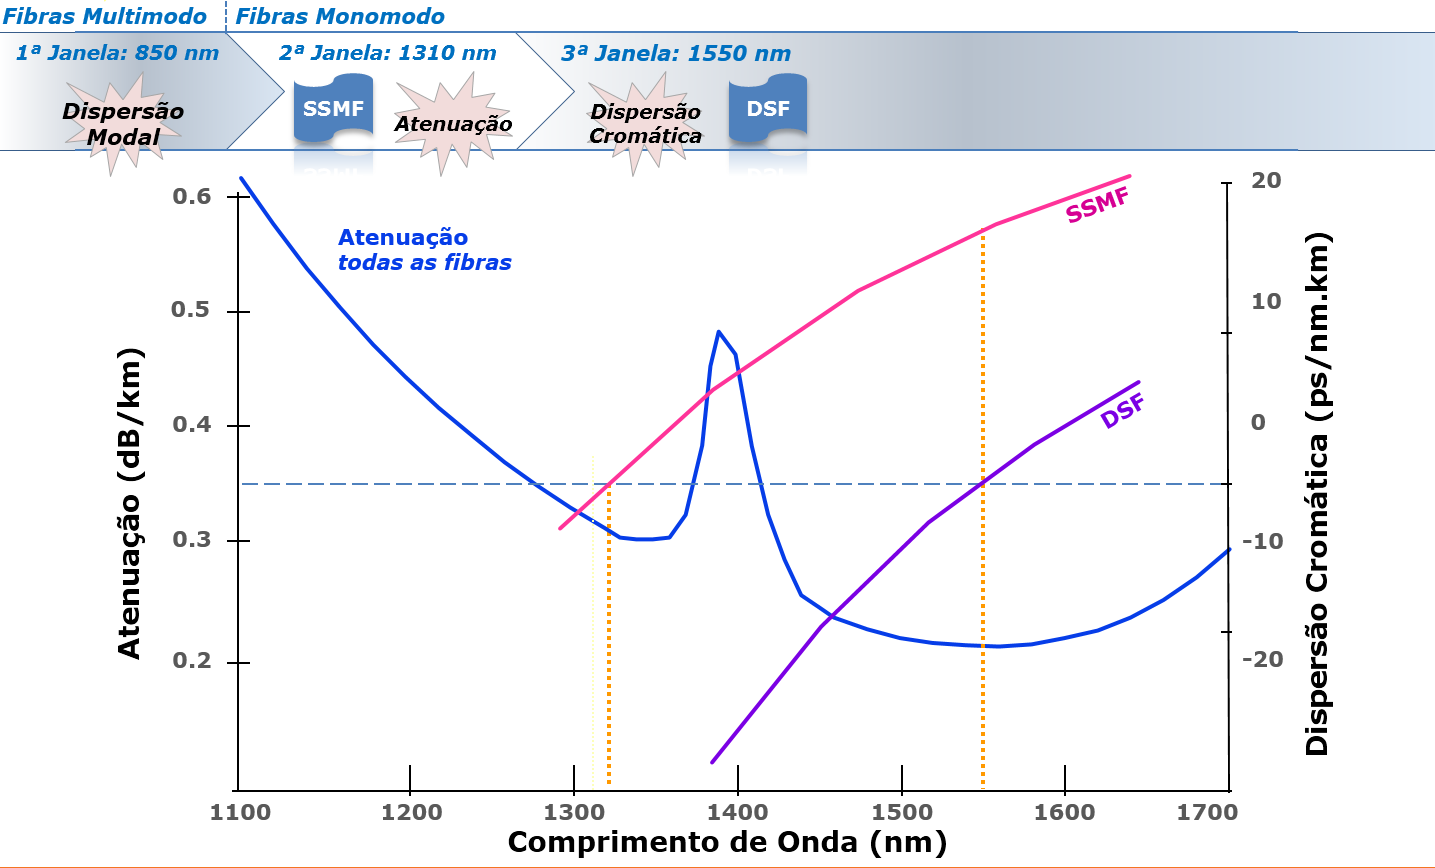 Fibras Multimodo
Fibras Monomodo
1ª Janela: 850 nm
2ª Janela: 1310 nm
3ª Janela: 1550 nm
Dispersão
Modal
SSMF
Atenuação
Dispersão
Cromática
DSF
Atenuação
todas as fibras
SSMF
DSF
Atenuação (dB/km)
0.6
0.5
0.4
0.3
0.2
20
10
0
-10
-20
Dispersão Cromática (ps/nm.km)
1100
1200
1300
1400
1500
1600
1700
Comprimento de Onda (nm)